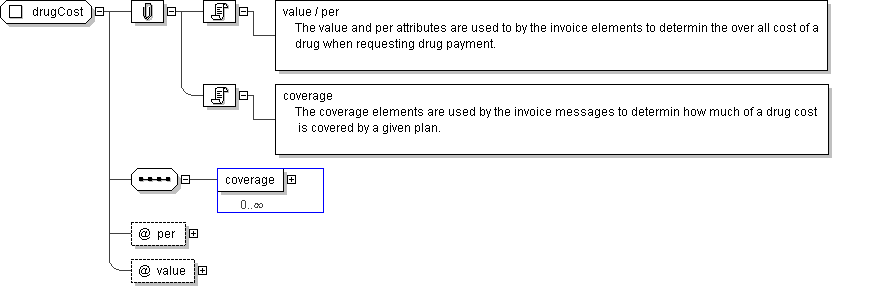 drugCost
value / per
The value and per attributes are used to by the invoice elements to determin the over all cost of a
drug when requesting drug payment.
coverage
The coverage elements are used by the invoice messages to determin how much of a drug cost
is covered by a given plan.
coverage
0..∞
@ per
@ value